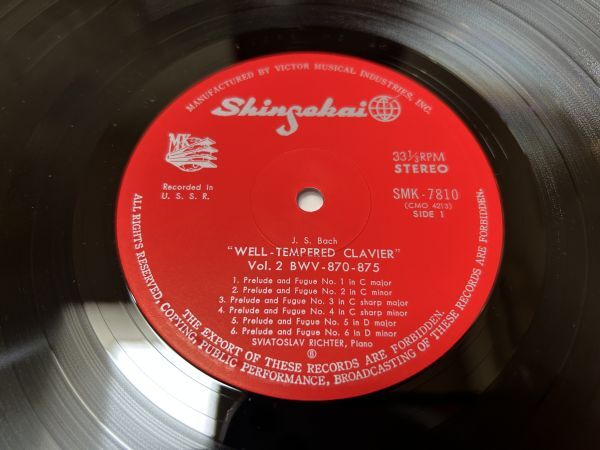 MANUFACTURED BY VICTOR MUSICAL INDUSTRIES, INC.
Shinsekai
MK
Recorded in
U. S. S. R.
33 1/3 RPM
STEREO
SMK-7810
(CMO 4213)
SIDE 1
J. S. Bach
"WELL-TEMPERED CLAVIER"
Vol. 2 BWV-870-875
1. Prelude and Fugue No. 1 in C major
2. Prelude and Fugue No. 2 in C minor
3. Prelude and Fugue No. 3 in C sharp major
4. Prelude and Fugue No. 4 in C sharp minor
5. Prelude and Fugue No. 5 in D major
6. Prelude and Fugue No. 6 in D minor
SVIATOSLAV RICHTER, Piano
ALL RIGHTS RESERVED, COPYING, PUBLIC PERFORMANCE, BROADCASTING OF THESE RECORDS ARE FORBIDDEN.
THE EXPORT OF THESE RECORDS ARE FORBIDDEN.